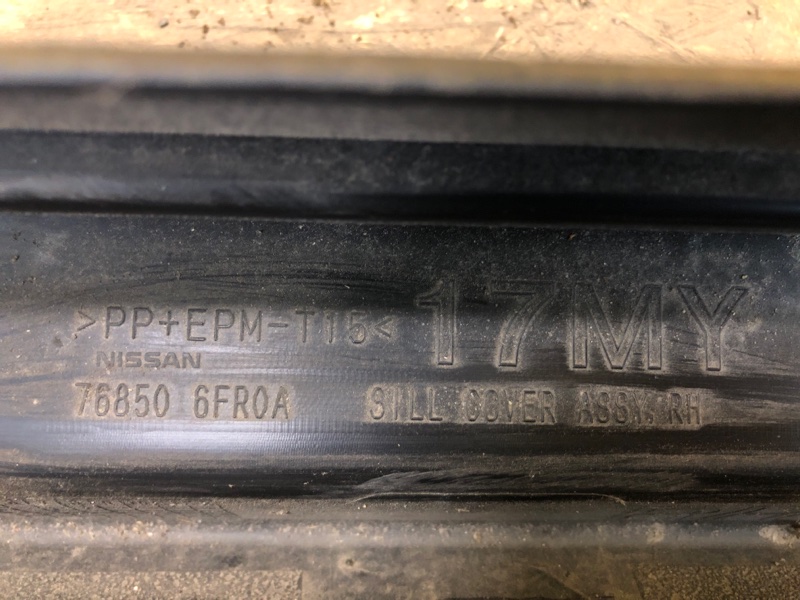 >PP+EPM-T15< 17MY
NISSAN
76850 6FR0A SILL COVER ASSY, RH